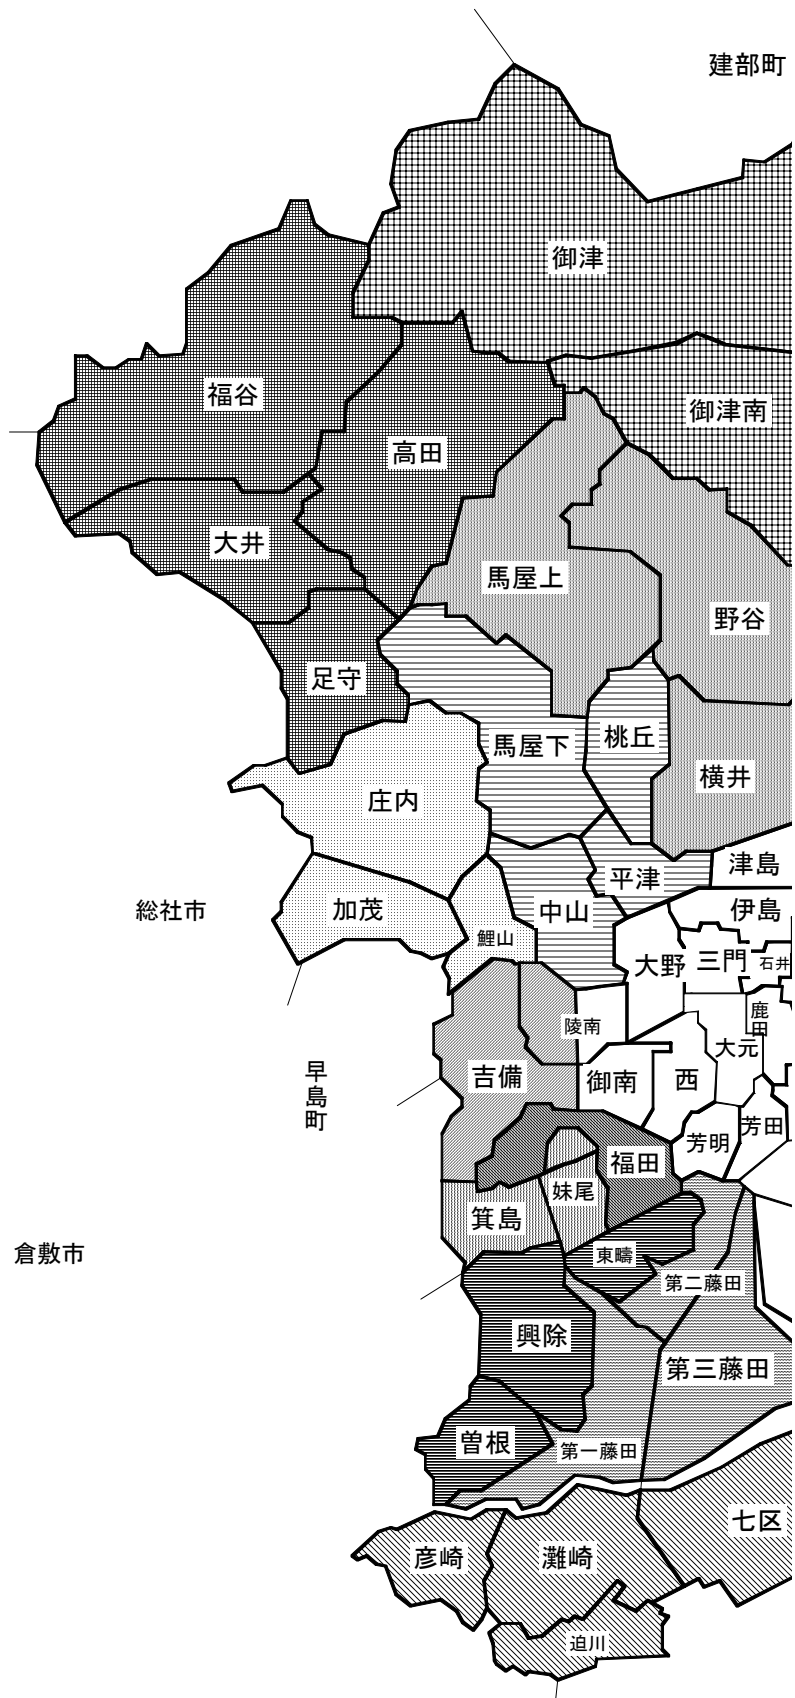 建部町
御津
福谷
御津南
高田
大井
馬屋上
野谷
足守
桃丘
馬屋下
横井
庄内
津島
平津
総社市
加茂
中山
伊島
鯉山
大野
三門
石井
鹿田
陵南
大元
吉備
御南
西
早島町
芳田
芳明
福田
妹尾
箕島
倉敷市
東疇
第二藤田
興除
第三藤田
曽根
第一藤田
七区
彦崎
灘崎
迫川